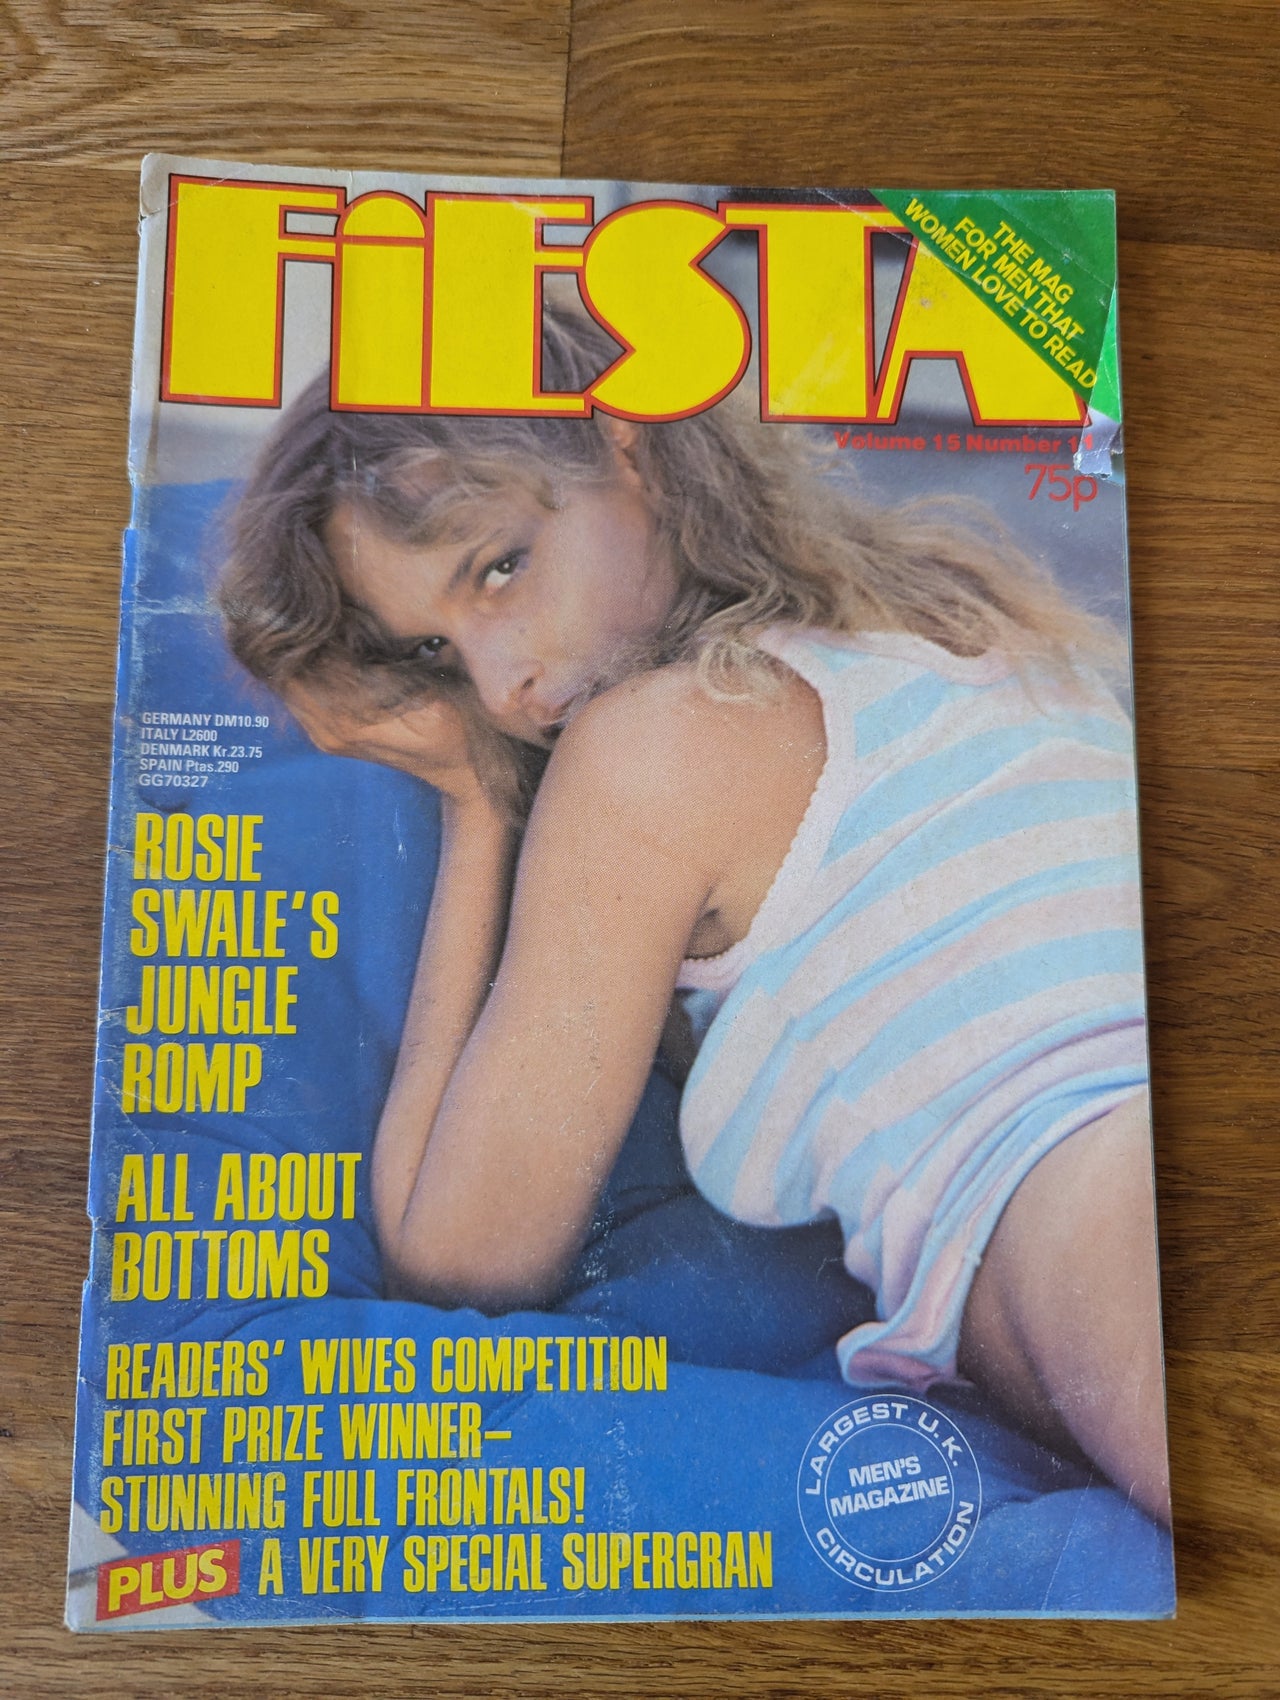 FiESTA
THE MAG
FOR MEN THAT
WOMEN LOVE TO READ
Volume 15 Number 11
75p
GERMANY DM10.90
ITALY L2600
DENMARK Kr.23.75
SPAIN Ptas.290
GG70327
ROSIE
SWALE'S
JUNGLE
ROMP
ALL ABOUT
BOTTOMS
READERS' WIVES COMPETITION
FIRST PRIZE WINNER–
STUNNING FULL FRONTALS!
PLUS A VERY SPECIAL SUPERGRAN
LARGEST U.K.
MEN'S
MAGAZINE
CIRCULATION